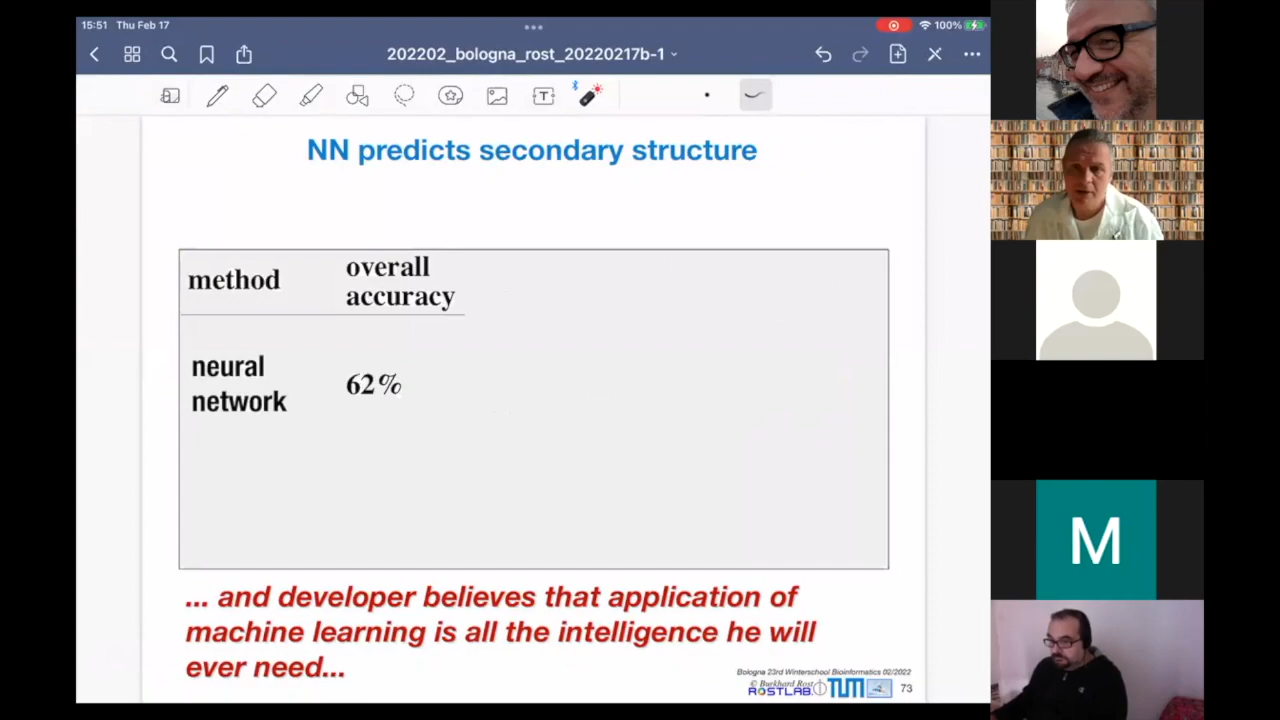 15:51 Thu Feb 17
100%
202202_bologna_rost_20220217b-1
T
NN predicts secondary structure
method
overall
accuracy
neural
network
62%
... and developer believes that application of
machine learning is all the intelligence he will
ever need...
Bologna 23rd Winterschool Bioinformatics 02/2022
© Burkhard Rost
ROSTLAB
TUM
73
M